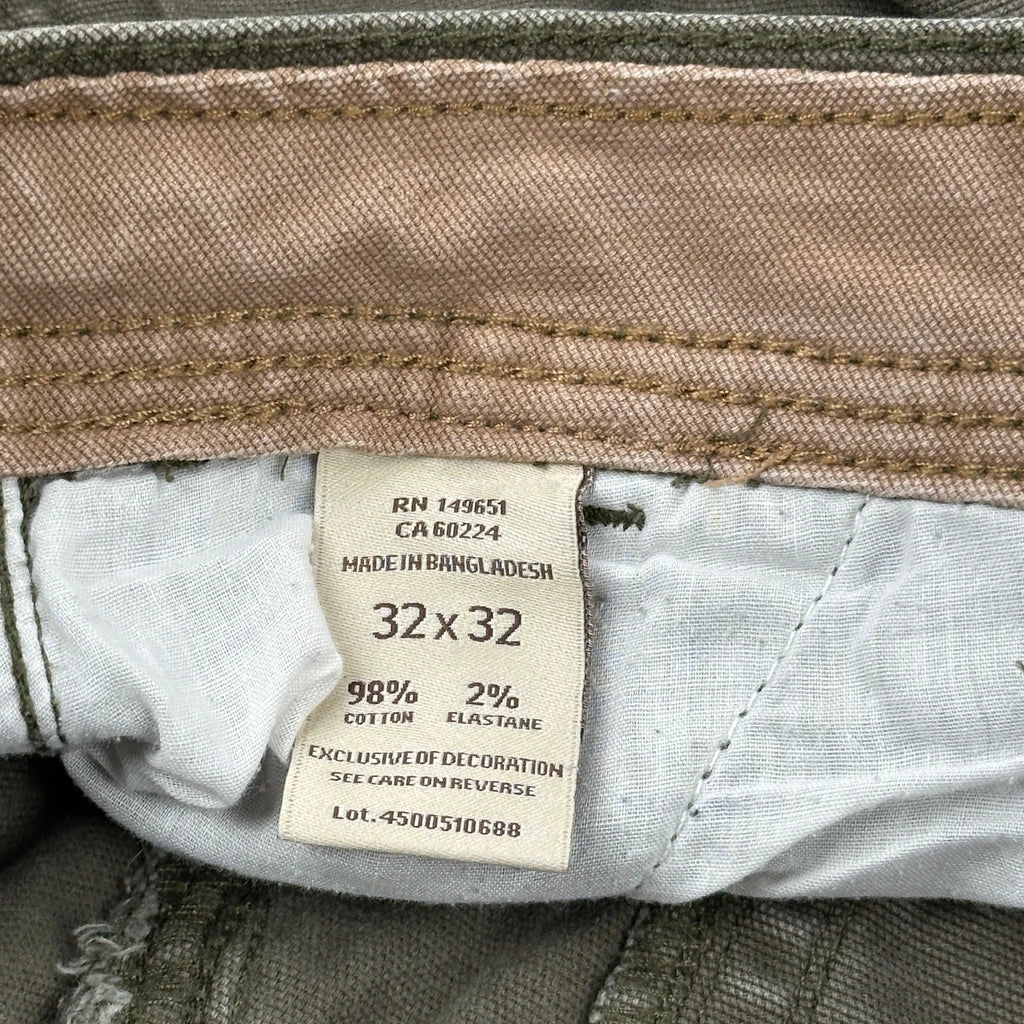 RN 149651
CA 60224
MADE IN BANGLADESH
32 x 32
98% 2%
COTTON ELASTANE
EXCLUSIVE OF DECORATION
SEE CARE ON REVERSE
Lot. 4500510688